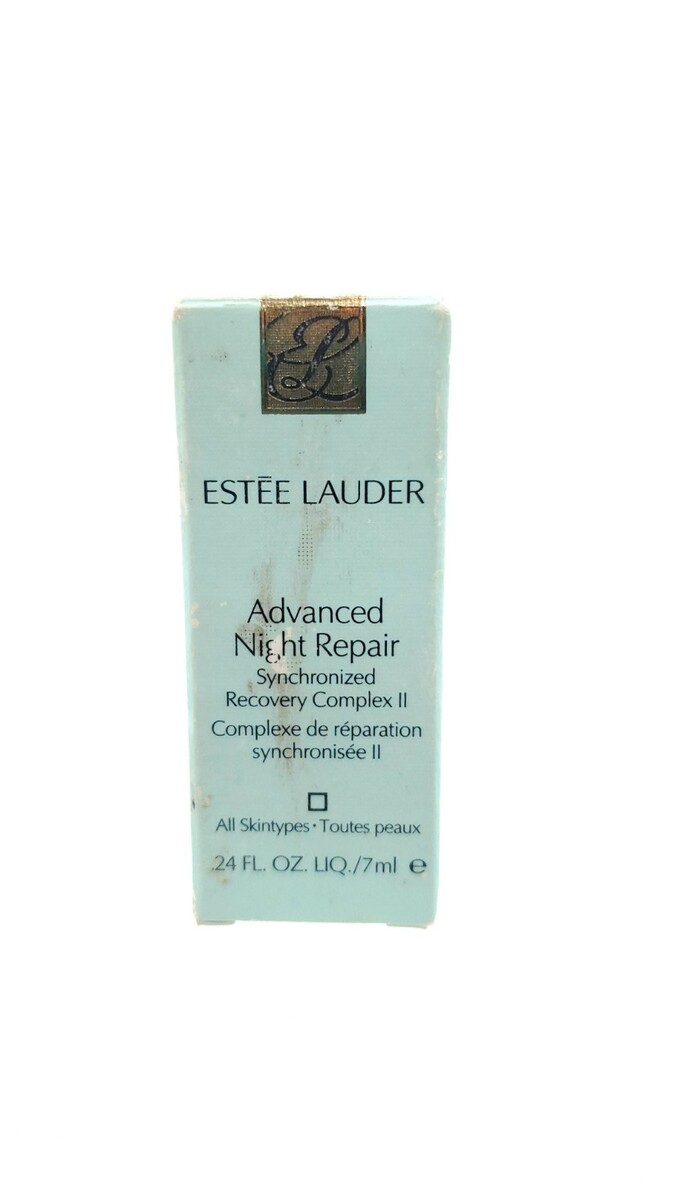 EL
ESTĒE LAUDER
Advanced
Night Repair
Synchronized
Recovery Complex II
Complexe de réparation
synchronisée II
All Skintypes • Toutes peaux
.24 FL. OZ. LIQ./7ml ℮